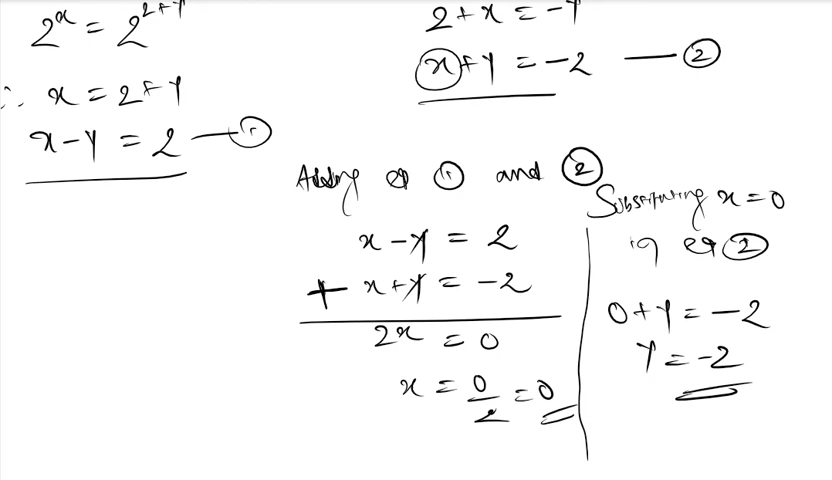 2^x = 2^(2+y)
∴ x = 2+y
x-y = 2 — ①
2+x = -y
x+y = -2 — ②
Adding eq ① and ②
x-y = 2
+ x+y = -2
2x = 0
x = 0/2 = 0
Substituting x=0
in eq ②
0+y = -2
y = -2